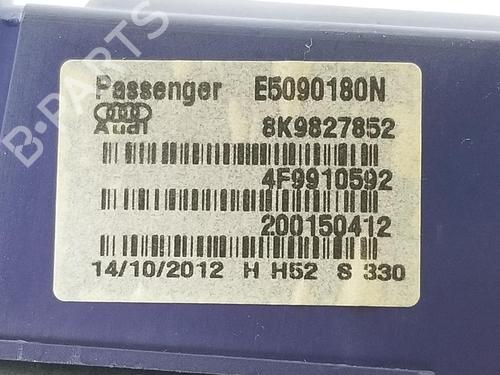 Passenger E5090180N
Audi 8K9827852
4F9910592
200150412
14/10/2012 H H52 S 330
B-PARTS